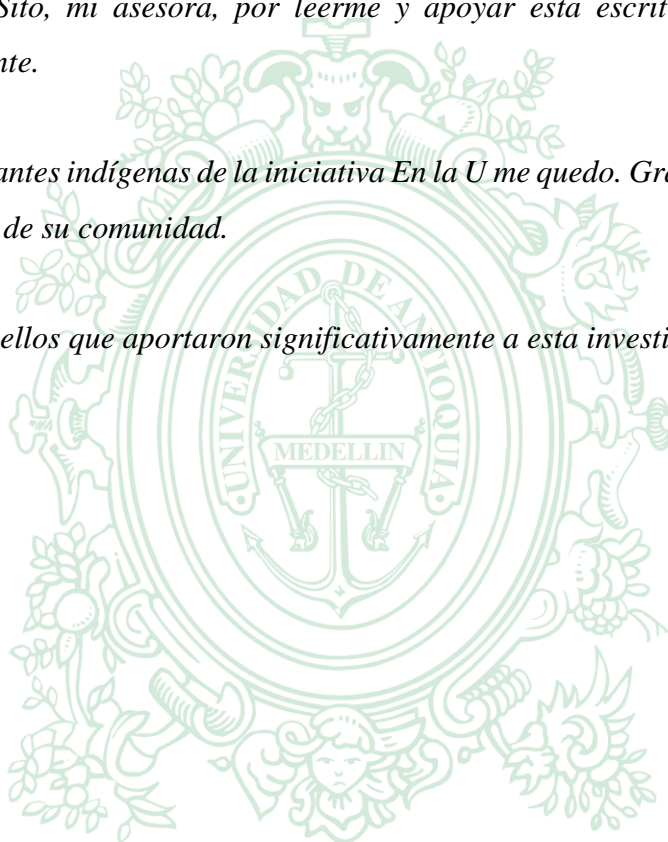 Sito, mi asesora, por leerme y apoyar esta escrit
nte.
antes indígenas de la iniciativa En la U me quedo. Gr
de su comunidad.
ellos que aportaron significativamente a esta investi
UNIVERSIDAD DE ANTIOQUIA
MEDELLIN